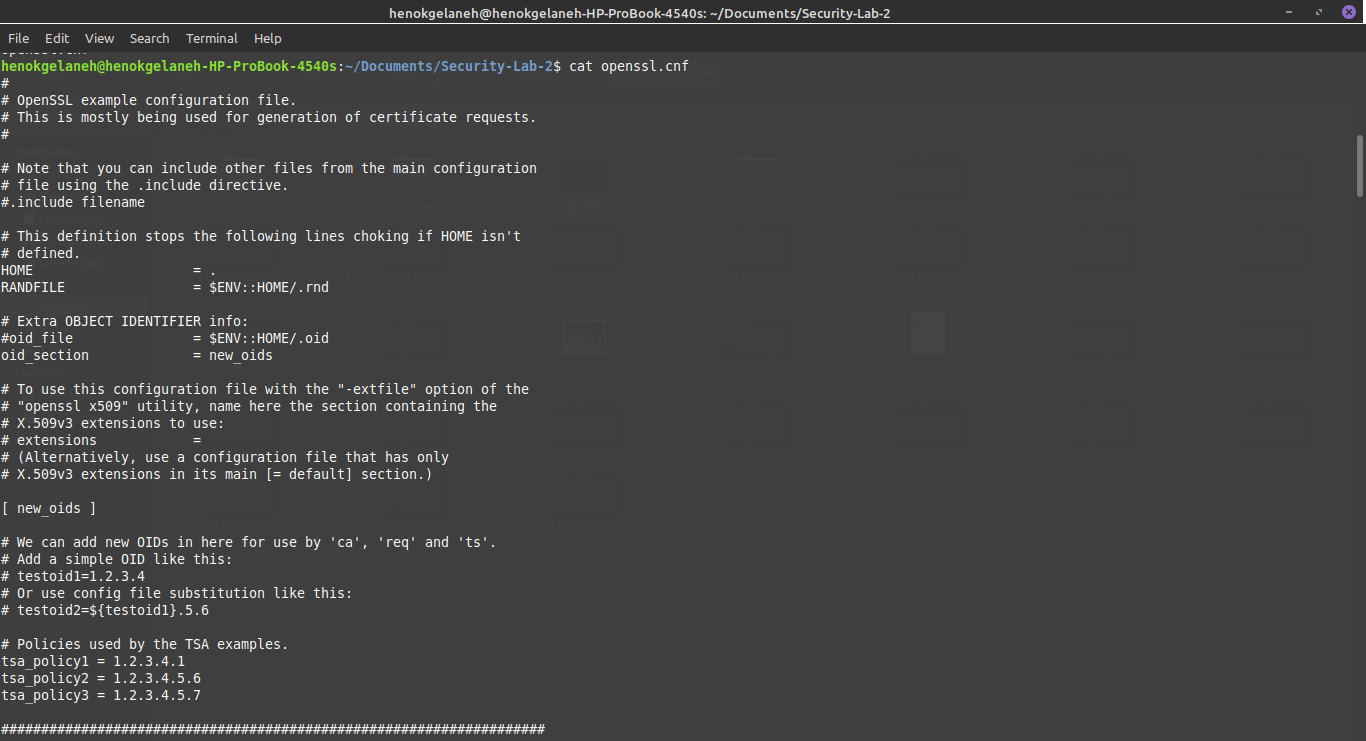 henokgelaneh@henokgelaneh-HP-ProBook-4540s: ~/Documents/Security-Lab-2
File Edit View Search Terminal Help
henokgelaneh@henokgelaneh-HP-ProBook-4540s:~/Documents/Security-Lab-2$ cat openssl.cnf
#
# OpenSSL example configuration file.
# This is mostly being used for generation of certificate requests.
#
# Note that you can include other files from the main configuration
# file using the .include directive.
#.include filename
# This definition stops the following lines choking if HOME isn't
# defined.
HOME                    = .
RANDFILE                = $ENV::HOME/.rnd
# Extra OBJECT IDENTIFIER info:
#oid_file               = $ENV::HOME/.oid
oid_section             = new_oids
# To use this configuration file with the "-extfile" option of the
# "openssl x509" utility, name here the section containing the
# X.509v3 extensions to use:
# extensions            =
# (Alternatively, use a configuration file that has only
# X.509v3 extensions in its main [= default] section.)
[ new_oids ]
# We can add new OIDs in here for use by 'ca', 'req' and 'ts'.
# Add a simple OID like this:
# testoid1=1.2.3.4
# Or use config file substitution like this:
# testoid2=${testoid1}.5.6
# Policies used by the TSA examples.
tsa_policy1 = 1.2.3.4.1
tsa_policy2 = 1.2.3.4.5.6
tsa_policy3 = 1.2.3.4.5.7
####################################################################